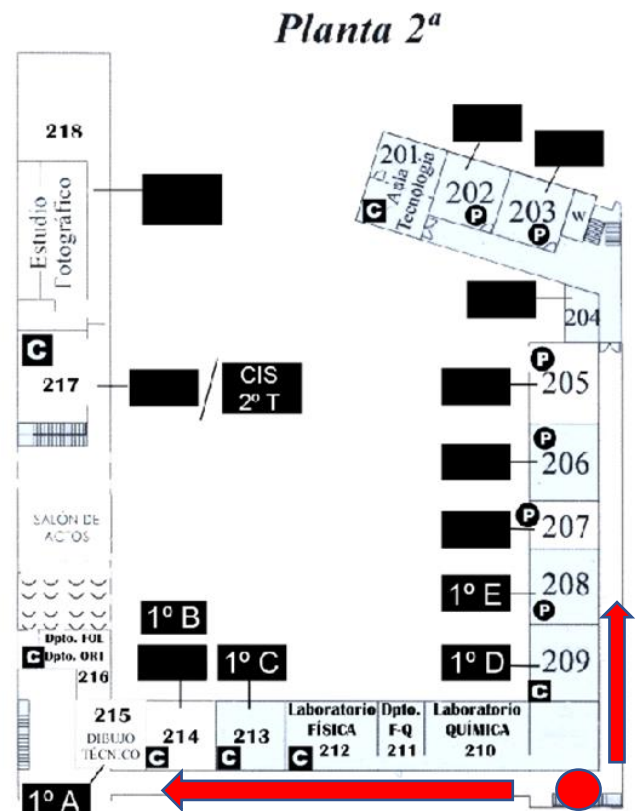 Planta 2ª
218
Estudio
Fotográfico
C
217
CIS
2º T
201
Aula
Tecnología
C
202
P
203
P
W
204
P
205
P
206
P
207
1º E
208
P
1º D
209
C
SALÓN DE
ACTOS
Dpto. FOL
C Dpto. ORI
216
1º B
1º C
215
DIBUJO
TÉCNICO
214
C
213
C
Laboratorio
FÍSICA
212
C
Dpto.
F-Q
211
Laboratorio
QUÍMICA
210
1º A